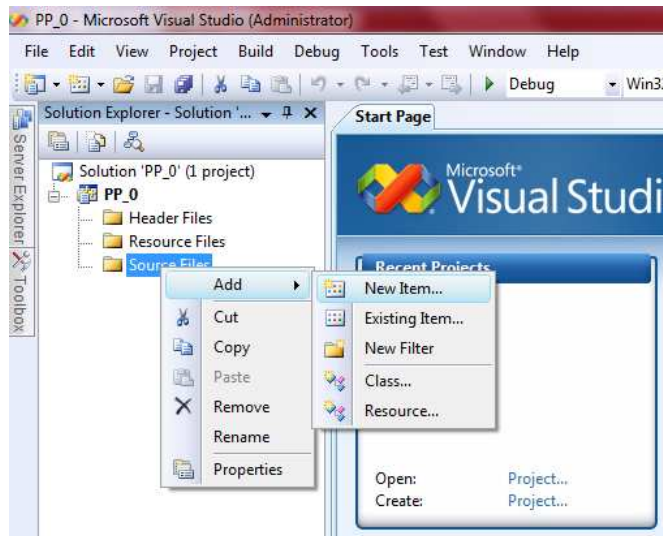 PP_0 - Microsoft Visual Studio (Administrator)
File Edit View Project Build Debug Tools Test Window Help
Debug Win3
Solution Explorer - Solution '...
Start Page
Server Explorer
Toolbox
Solution 'PP_0' (1 project)
PP_0
Header Files
Resource Files
Source Files
Microsoft
Visual Studi
Recent Projects
Add
Cut
Copy
Paste
Remove
Rename
Properties
New Item...
Existing Item...
New Filter
Class...
Resource...
Open: Project...
Create: Project...